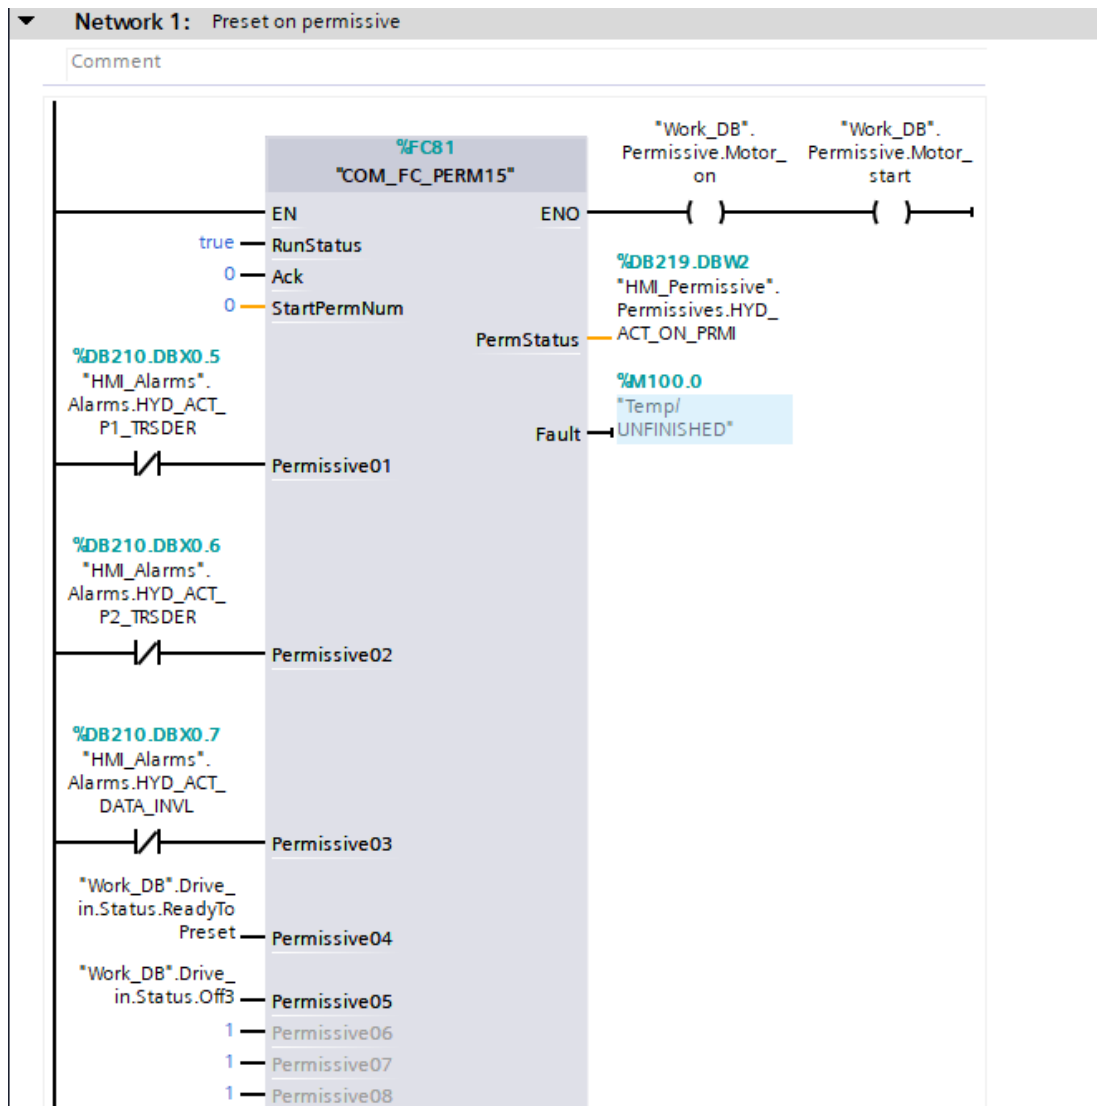 Network 1: Preset on permissive
Comment
%FC81
"COM_FC_PERM15"
"Work_DB".
Permissive.Motor_
on
"Work_DB".
Permissive.Motor_
start
EN
ENO
true
RunStatus
0
Ack
0
StartPermNum
%DB219.DBW2
"HMI_Permissive".
Permissives.HYD_
ACT_ON_PRMI
PermStatus
%DB210.DBX0.5
"HMI_Alarms".
Alarms.HYD_ACT_
P1_TRSDER
Permissive01
%M100.0
"Temp/
UNFINISHED"
Fault
%DB210.DBX0.6
"HMI_Alarms".
Alarms.HYD_ACT_
P2_TRSDER
Permissive02
%DB210.DBX0.7
"HMI_Alarms".
Alarms.HYD_ACT_
DATA_INVL
Permissive03
"Work_DB".Drive_
in.Status.ReadyTo
Preset
Permissive04
"Work_DB".Drive_
in.Status.Off3
Permissive05
1
Permissive06
1
Permissive07
1
Permissive08